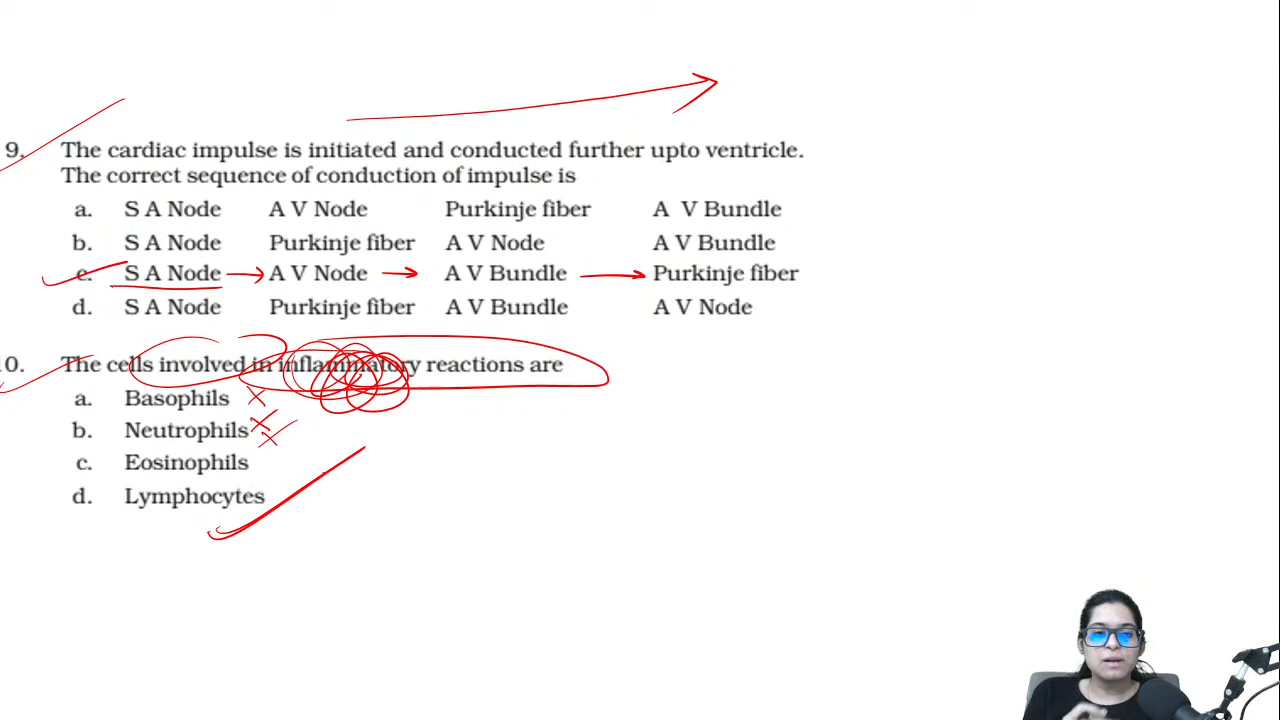 9. The cardiac impulse is initiated and conducted further upto ventricle.
The correct sequence of conduction of impulse is
a. S A Node A V Node Purkinje fiber A V Bundle
b. S A Node Purkinje fiber A V Node A V Bundle
c. S A Node A V Node A V Bundle Purkinje fiber
d. S A Node Purkinje fiber A V Bundle A V Node
0. The cells involved in inflammatory reactions are
a. Basophils
b. Neutrophils
c. Eosinophils
d. Lymphocytes